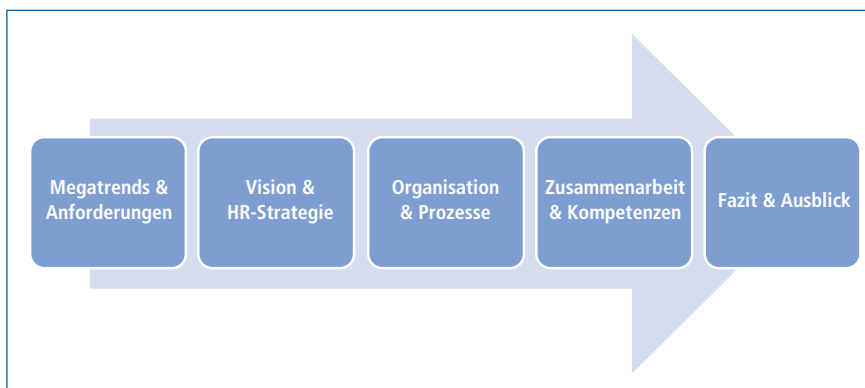 Megatrends &
Anforderungen
Vision &
HR-Strategie
Organisation
& Prozesse
Zusammenarbeit
& Kompetenzen
Fazit & Ausblick